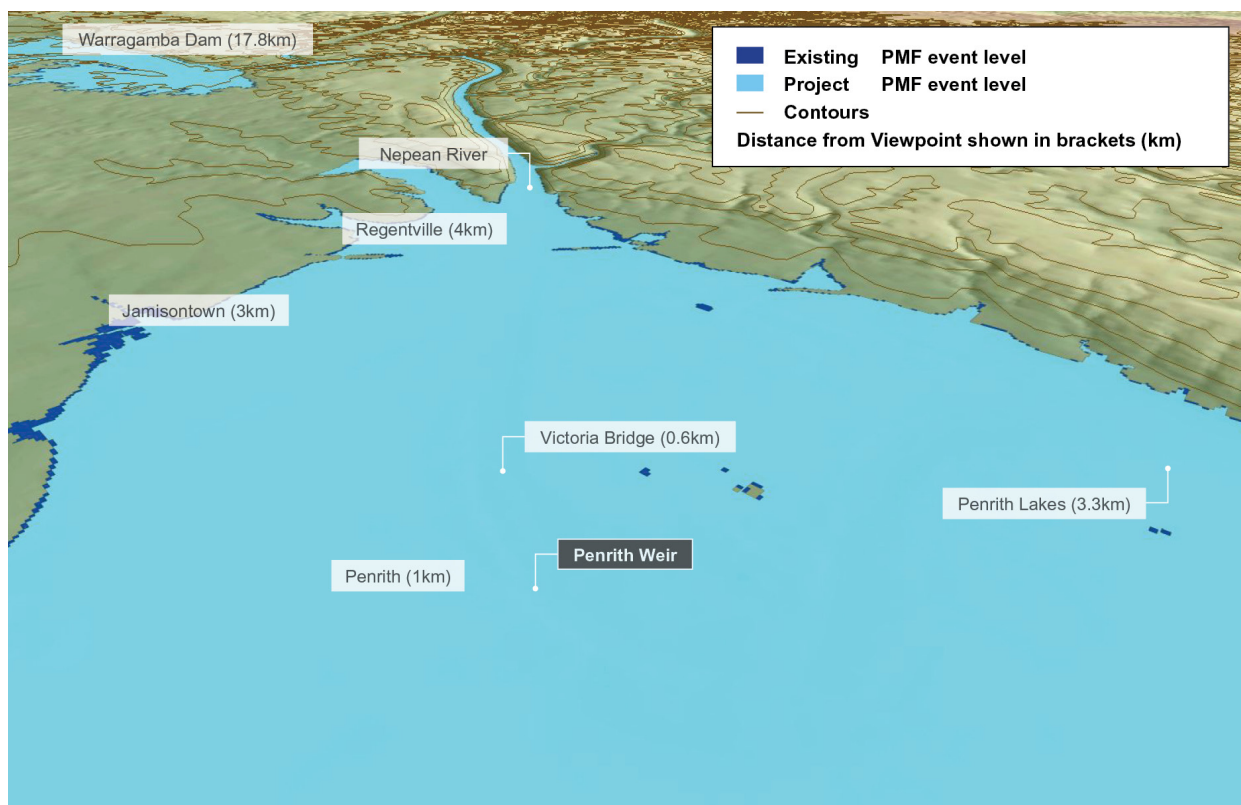 Warragamba Dam (17.8km)
Existing PMF event level
Project PMF event level
Contours
Distance from Viewpoint shown in brackets (km)
Nepean River
Regentville (4km)
Jamisontown (3km)
Victoria Bridge (0.6km)
Penrith Lakes (3.3km)
Penrith Weir
Penrith (1km)